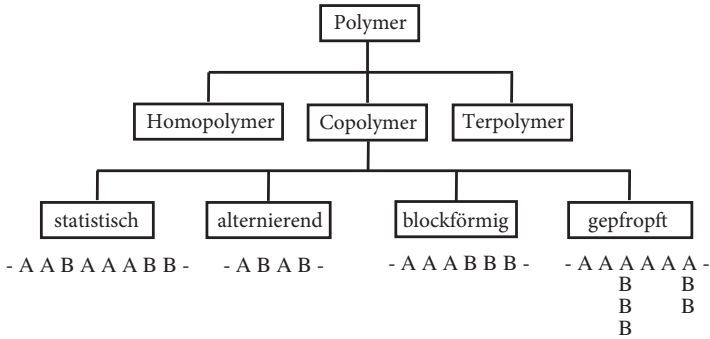 Polymer
Homopolymer Copolymer Terpolymer
statistisch alternierend blockförmig gepfropft
- A A B A A A B B - - A B A B - - A A A B B B - - A A A A A A -
B B
B B
B